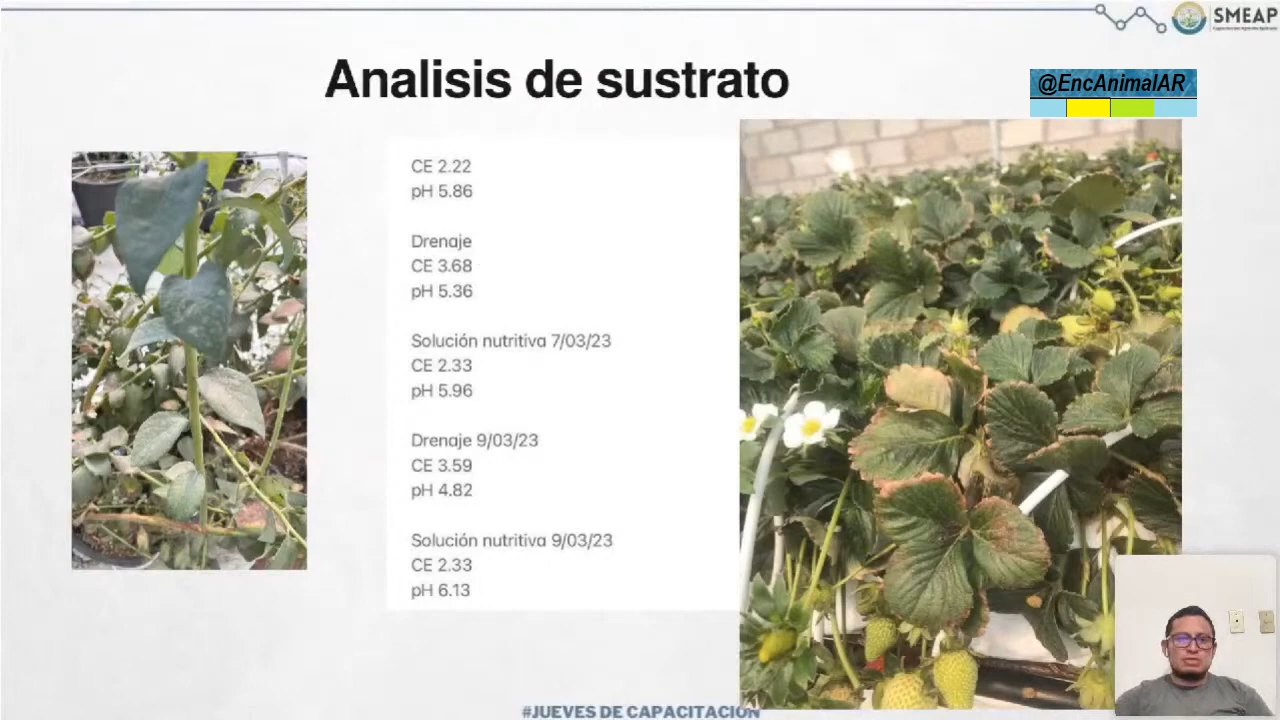 SMEAP
Analisis de sustrato
@EncAnimalAR
CE 2.22
pH 5.86
Drenaje
CE 3.68
pH 5.36
Solución nutritiva 7/03/23
CE 2.33
pH 5.96
Drenaje 9/03/23
CE 3.59
pH 4.82
Solución nutritiva 9/03/23
CE 2.33
pH 6.13
#JUEVES DE CAPACITACIÓN